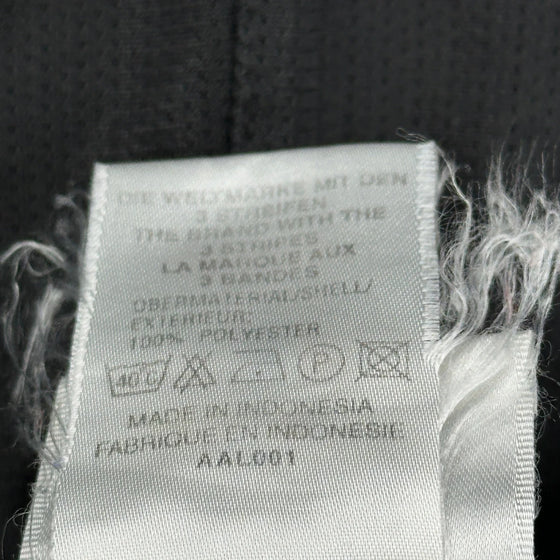 DIE WELTMARKE MIT DEN
3 STREIFEN
THE BRAND WITH THE
3 STRIPES
LA MARQUE AUX
3 BANDES
OBERMATERIAL/SHELL/
EXTERIEUR:
100% POLYESTER
40 C P
MADE IN INDONESIA
FABRIQUE EN INDONESIE
AAL001